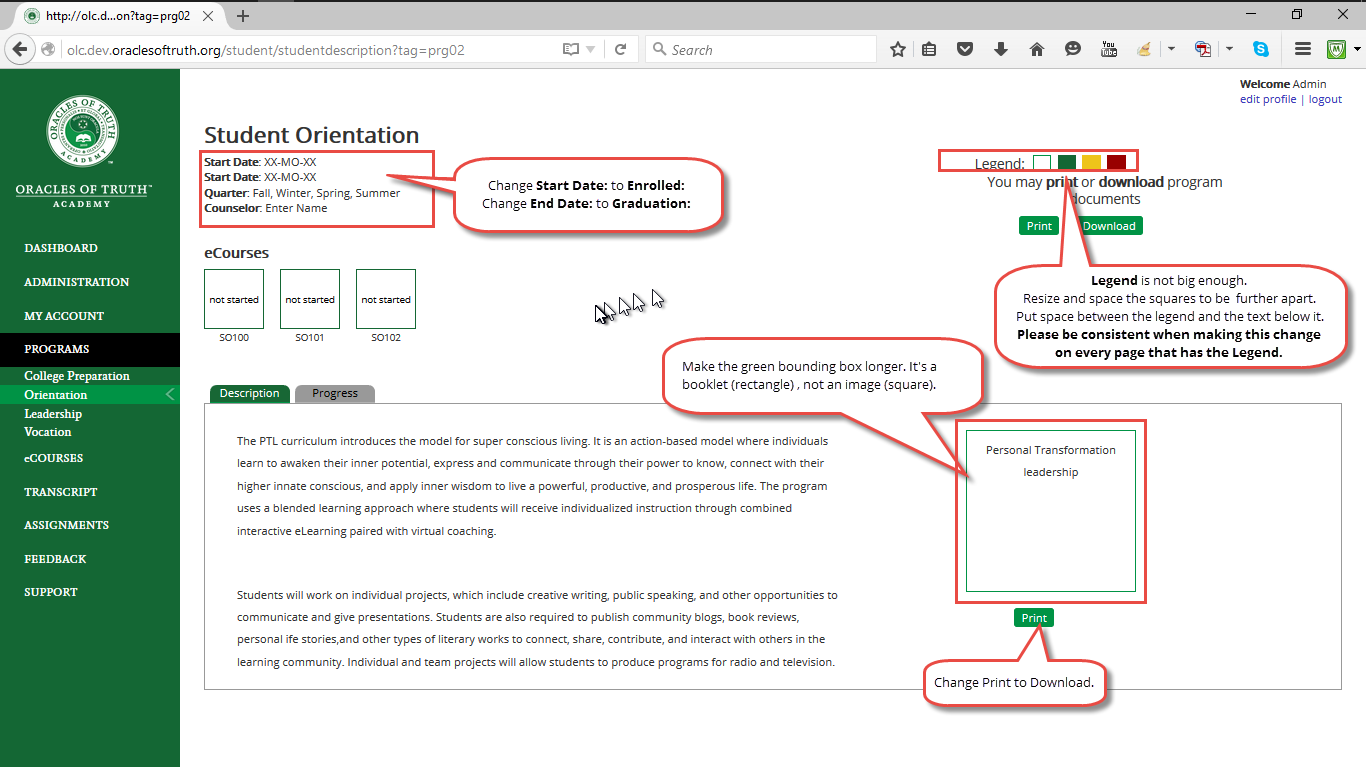 http://olc.d...on?tag=prg02
olc.dev.oraclesoftruth.org/student/studentdescription?tag=prg02
Search
You Tube
Welcome Admin
edit profile | logout
ORACLES OF TRUTH
ACADEMY
ORACLES OF TRUTH™
ACADEMY
DASHBOARD
ADMINISTRATION
MY ACCOUNT
PROGRAMS
College Preparation
Orientation
Leadership
Vocation
eCOURSES
TRANSCRIPT
ASSIGNMENTS
FEEDBACK
SUPPORT
Student Orientation
Start Date: XX-MO-XX
Start Date: XX-MO-XX
Quarter: Fall, Winter, Spring, Summer
Counselor: Enter Name
Change Start Date: to Enrolled:
Change End Date: to Graduation:
Legend:
You may print or download program
documents
Print
Download
Legend is not big enough.
Resize and space the squares to be further apart.
Put space between the legend and the text below it.
Please be consistent when making this change
on every page that has the Legend.
eCourses
not started
not started
not started
SO100
SO101
SO102
Make the green bounding box longer. It's a
booklet (rectangle) , not an image (square).
Description
Progress
The PTL curriculum introduces the model for super conscious living. It is an action-based model where individuals
learn to awaken their inner potential, express and communicate through their power to know, connect with their
higher innate conscious, and apply inner wisdom to live a powerful, productive, and prosperous life. The program
uses a blended learning approach where students will receive individualized instruction through combined
interactive eLearning paired with virtual coaching.
Students will work on individual projects, which include creative writing, public speaking, and other opportunities to
communicate and give presentations. Students are also required to publish community blogs, book reviews,
personal ife stories,and other types of literary works to connect, share, contribute, and interact with others in the
learning community. Individual and team projects will allow students to produce programs for radio and television.
Personal Transformation
leadership
Print
Change Print to Download.